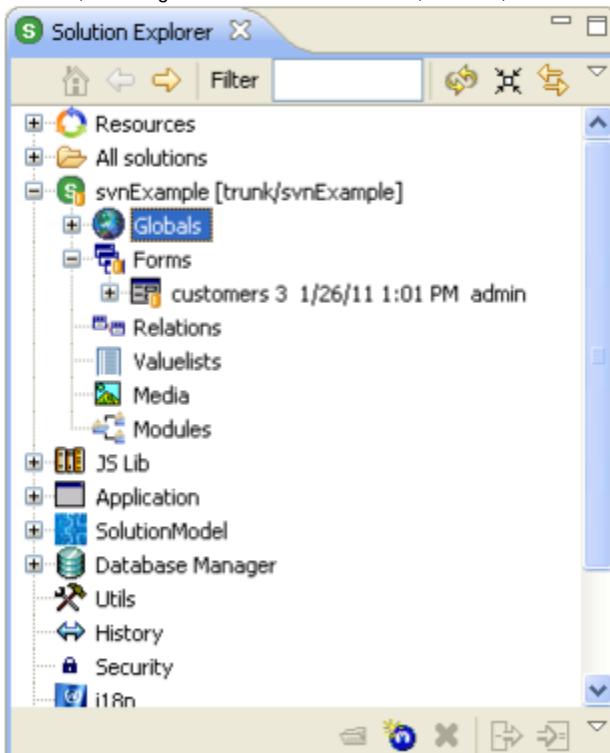 Solution Explorer
Filter
Resources
All solutions
svnExample [trunk/svnExample]
Globals
Forms
customers 3 1/26/11 1:01 PM admin
Relations
Valuelists
Media
Modules
JS Lib
Application
SolutionModel
Database Manager
Utils
History
Security
i18n